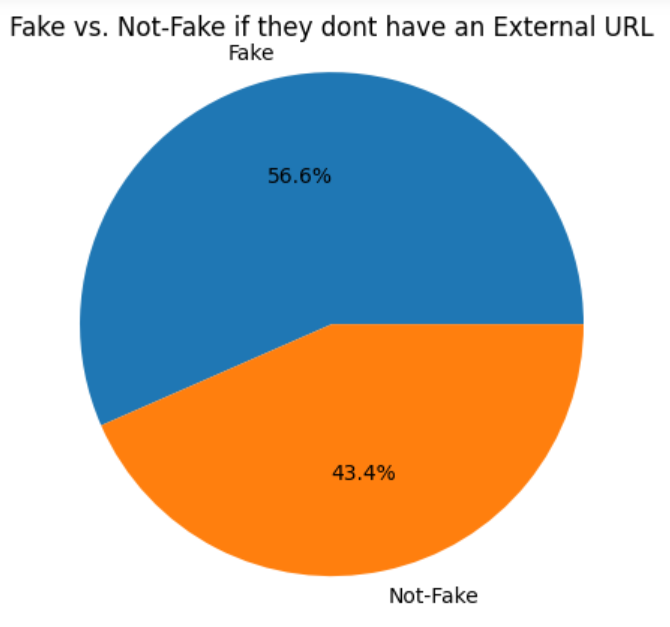 Fake vs. Not-Fake if they dont have an External URL
Fake
56.6%
43.4%
Not-Fake